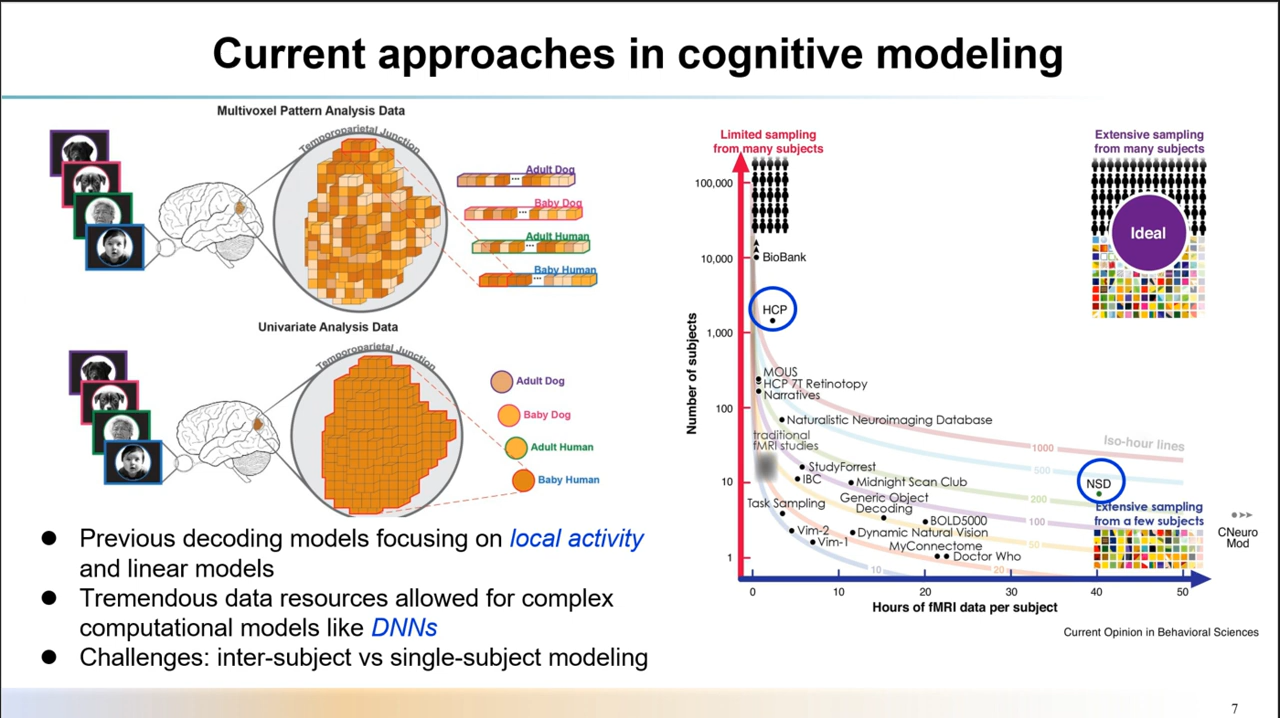 Current approaches in cognitive modeling
Multivoxel Pattern Analysis Data
Temporoparietal Junction
Adult Dog
Baby Dog
Adult Human
Baby Human
Univariate Analysis Data
Temporoparietal Junction
Adult Dog
Baby Dog
Adult Human
Baby Human
● Previous decoding models focusing on local activity
and linear models
● Tremendous data resources allowed for complex
computational models like DNNs
● Challenges: inter-subject vs single-subject modeling
Limited sampling
from many subjects
Extensive sampling
from many subjects
Ideal
Number of subjects
100,000
10,000
1,000
100
10
1
BioBank
HCP
MOUS
HCP 7T Retinotopy
Narratives
Naturalistic Neuroimaging Database
traditional
fMRI studies
StudyForrest
IBC
Midnight Scan Club
Generic Object
Decoding
Task Sampling
BOLD5000
Vim-2
Dynamic Natural Vision
Vim-1
MyConnectome
Doctor Who
Iso-hour lines
1000
500
200
100
50
20
10
NSD
Extensive sampling
from a few subjects
CNeuro
Mod
0
10
20
30
40
50
Hours of fMRI data per subject
Current Opinion in Behavioral Sciences
7